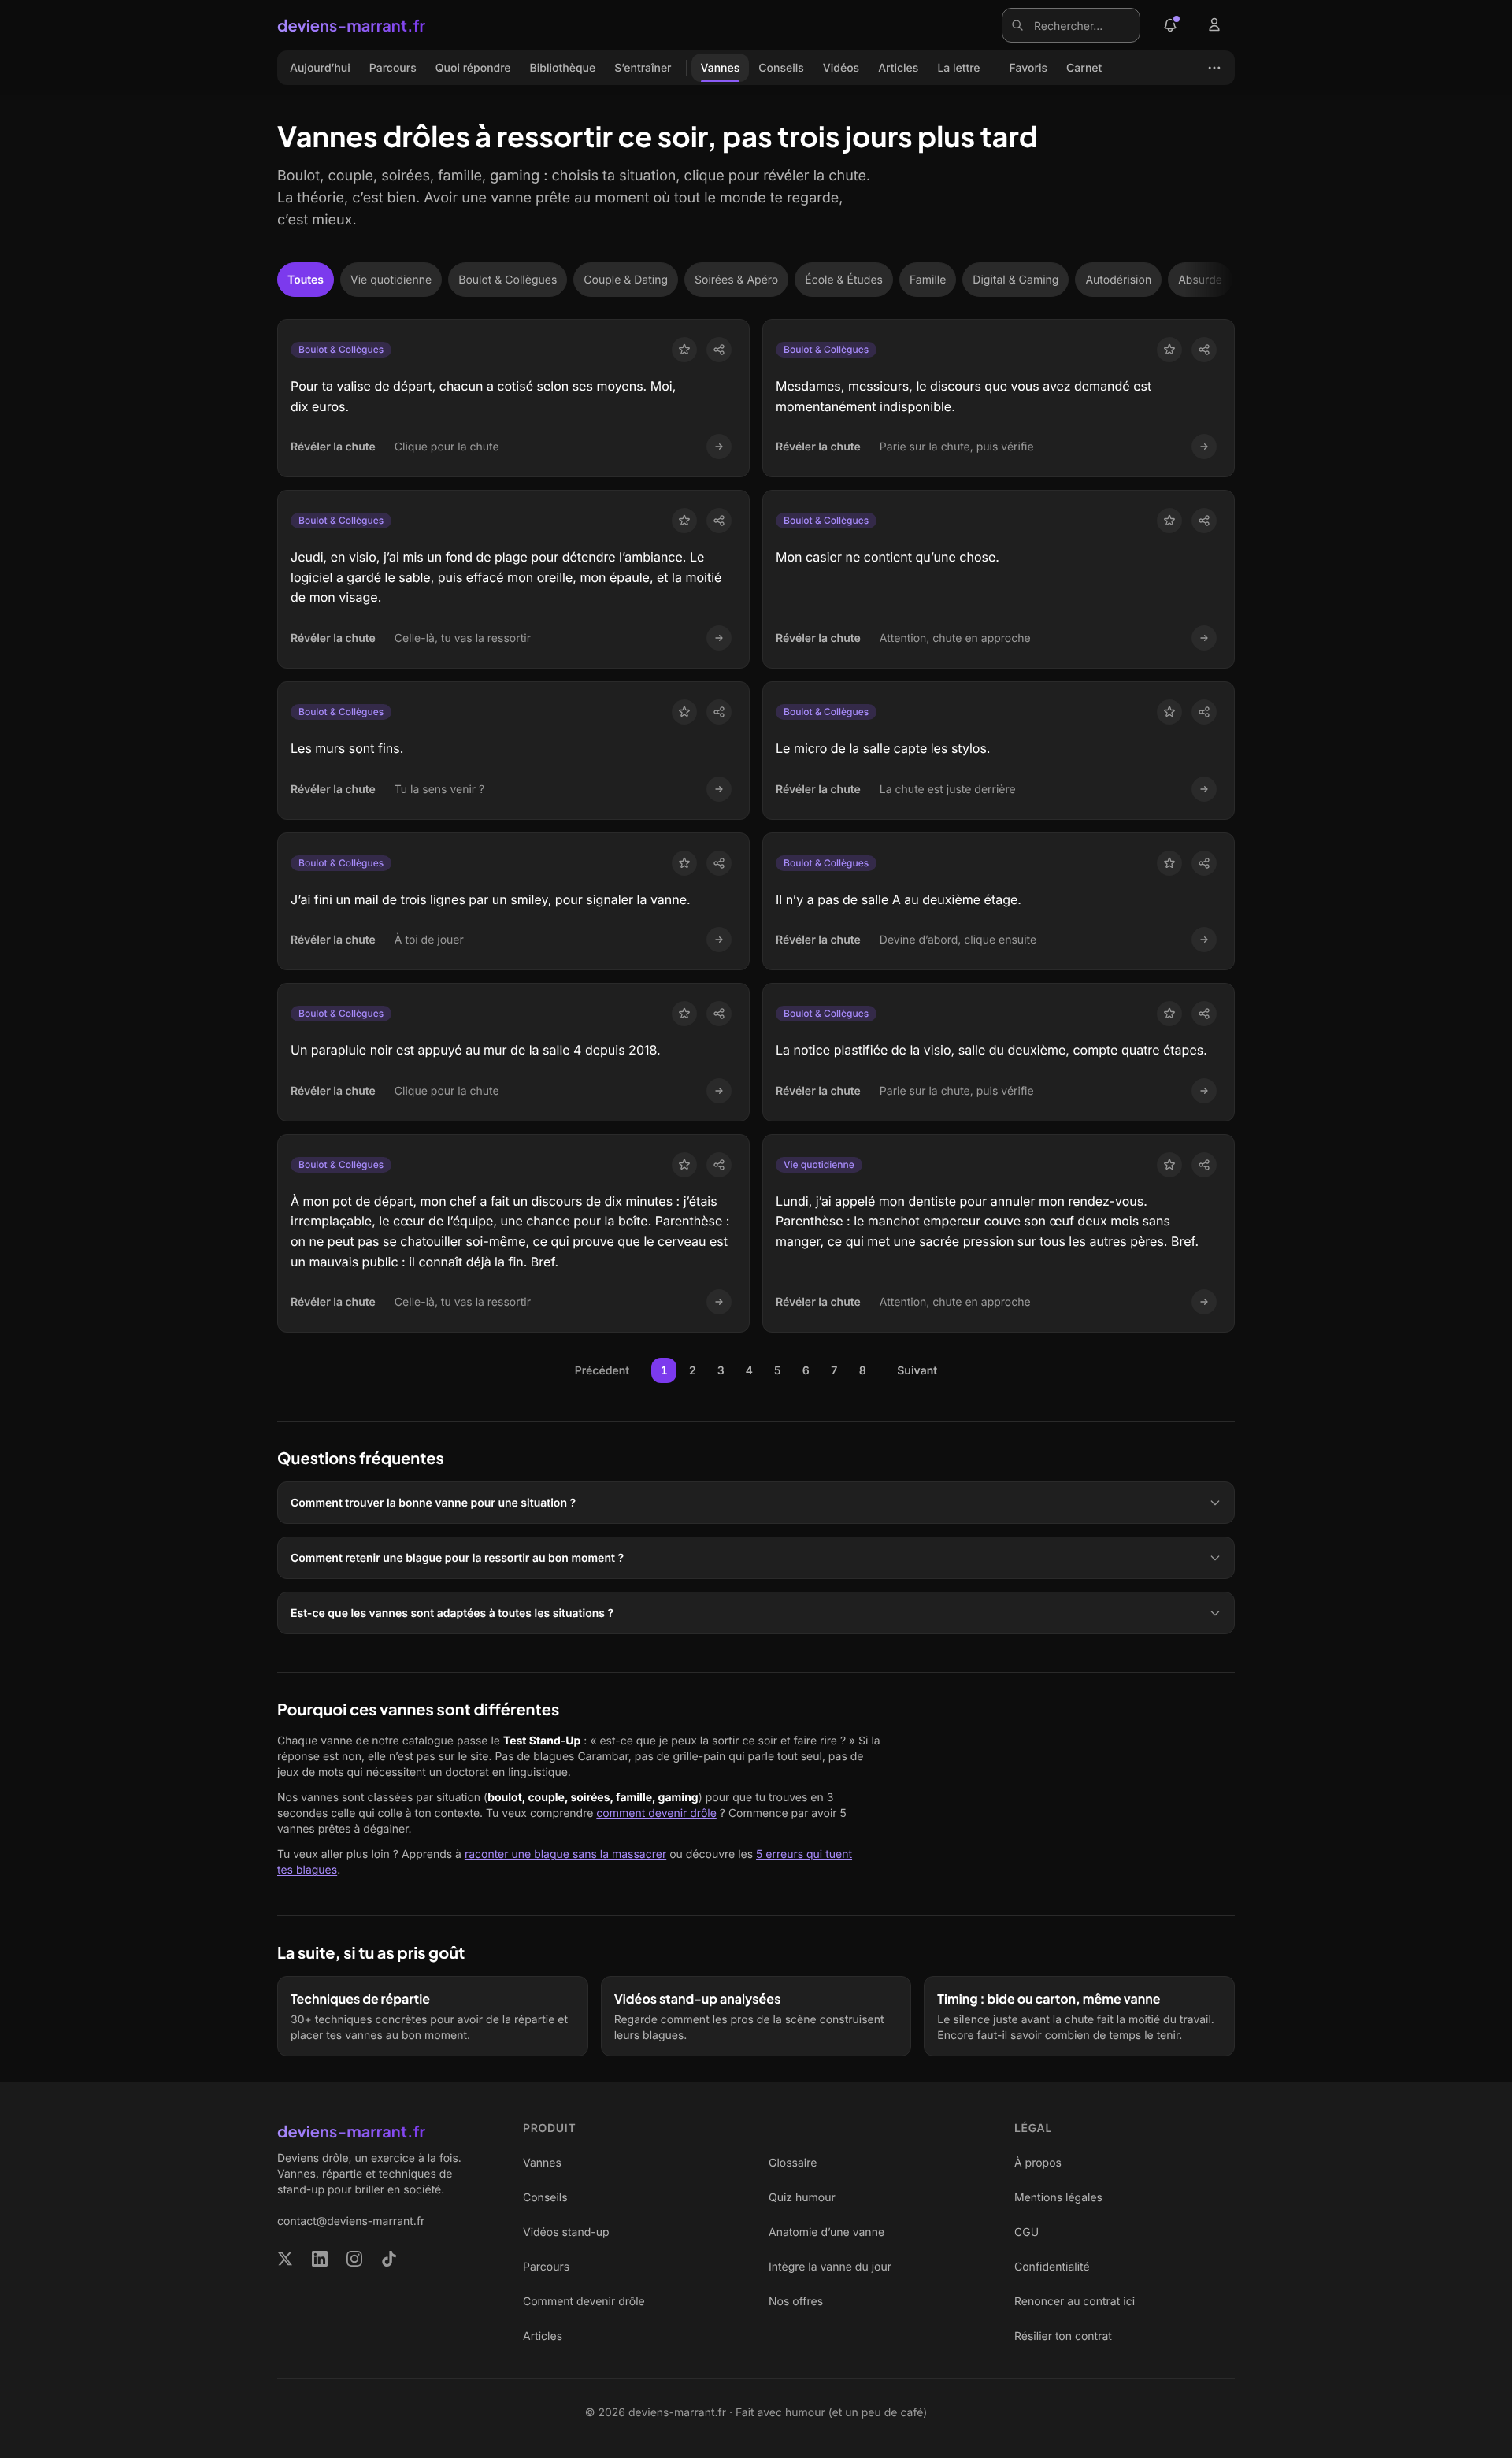 deviens-marrant.fr
Rechercher...
Aujourd’hui
Parcours
Quoi répondre
Bibliothèque
S’entraîner
Vannes
Conseils
Vidéos
Articles
La lettre
Favoris
Carnet
Vannes drôles à ressortir ce soir, pas trois jours plus tard
Boulot, couple, soirées, famille, gaming : choisis ta situation, clique pour révéler la chute.
La théorie, c’est bien. Avoir une vanne prête au moment où tout le monde te regarde,
c’est mieux.
Toutes
Vie quotidienne
Boulot & Collègues
Couple & Dating
Soirées & Apéro
École & Études
Famille
Digital & Gaming
Autodérision
Absurde
Boulot & Collègues
Pour ta valise de départ, chacun a cotisé selon ses moyens. Moi,
dix euros.
Révéler la chute
Clique pour la chute
Boulot & Collègues
Mesdames, messieurs, le discours que vous avez demandé est
momentanément indisponible.
Révéler la chute
Parie sur la chute, puis vérifie
Boulot & Collègues
Jeudi, en visio, j’ai mis un fond de plage pour détendre l’ambiance. Le
logiciel a gardé le sable, puis effacé mon oreille, mon épaule, et la moitié
de mon visage.
Révéler la chute
Celle-là, tu vas la ressortir
Boulot & Collègues
Mon casier ne contient qu’une chose.
Révéler la chute
Attention, chute en approche
Boulot & Collègues
Les murs sont fins.
Révéler la chute
Tu la sens venir ?
Boulot & Collègues
Le micro de la salle capte les stylos.
Révéler la chute
La chute est juste derrière
Boulot & Collègues
J’ai fini un mail de trois lignes par un smiley, pour signaler la vanne.
Révéler la chute
À toi de jouer
Boulot & Collègues
Il n’y a pas de salle A au deuxième étage.
Révéler la chute
Devine d’abord, clique ensuite
Boulot & Collègues
Un parapluie noir est appuyé au mur de la salle 4 depuis 2018.
Révéler la chute
Clique pour la chute
Boulot & Collègues
La notice plastifiée de la visio, salle du deuxième, compte quatre étapes.
Révéler la chute
Parie sur la chute, puis vérifie
Boulot & Collègues
À mon pot de départ, mon chef a fait un discours de dix minutes : j’étais
irremplaçable, le cœur de l’équipe, une chance pour la boîte. Parenthèse :
on ne peut pas se chatouiller soi-même, ce qui prouve que le cerveau est
un mauvais public : il connaît déjà la fin. Bref.
Révéler la chute
Celle-là, tu vas la ressortir
Vie quotidienne
Lundi, j’ai appelé mon dentiste pour annuler mon rendez-vous.
Parenthèse : le manchot empereur couve son œuf deux mois sans
manger, ce qui met une sacrée pression sur tous les autres pères. Bref.
Révéler la chute
Attention, chute en approche
Précédent
1
2
3
4
5
6
7
8
Suivant
Questions fréquentes
Comment trouver la bonne vanne pour une situation ?
Comment retenir une blague pour la ressortir au bon moment ?
Est-ce que les vannes sont adaptées à toutes les situations ?
Pourquoi ces vannes sont différentes
Chaque vanne de notre catalogue passe le Test Stand-Up : « est-ce que je peux la sortir ce soir et faire rire ? » Si la
réponse est non, elle n’est pas sur le site. Pas de blagues Carambar, pas de grille-pain qui parle tout seul, pas de
jeux de mots qui nécessitent un doctorat en linguistique.
Nos vannes sont classées par situation (boulot, couple, soirées, famille, gaming) pour que tu trouves en 3
secondes celle qui colle à ton contexte. Tu veux comprendre comment devenir drôle ? Commence par avoir 5
vannes prêtes à dégainer.
Tu veux aller plus loin ? Apprends à raconter une blague sans la massacrer ou découvre les 5 erreurs qui tuent
tes blagues.
La suite, si tu as pris goût
Techniques de répartie
30+ techniques concrètes pour avoir de la répartie et
placer tes vannes au bon moment.
Vidéos stand-up analysées
Regarde comment les pros de la scène construisent
leurs blagues.
Timing : bide ou carton, même vanne
Le silence juste avant la chute fait la moitié du travail.
Encore faut-il savoir combien de temps le tenir.
deviens-marrant.fr
Deviens drôle, un exercice à la fois.
Vannes, répartie et techniques de
stand-up pour briller en société.
contact@deviens-marrant.fr
PRODUIT
Vannes
Conseils
Vidéos stand-up
Parcours
Comment devenir drôle
Articles
Glossaire
Quiz humour
Anatomie d’une vanne
Intègre la vanne du jour
Nos offres
LÉGAL
À propos
Mentions légales
CGU
Confidentialité
Renoncer au contrat ici
Résilier ton contrat
© 2026 deviens-marrant.fr · Fait avec humour (et un peu de café)